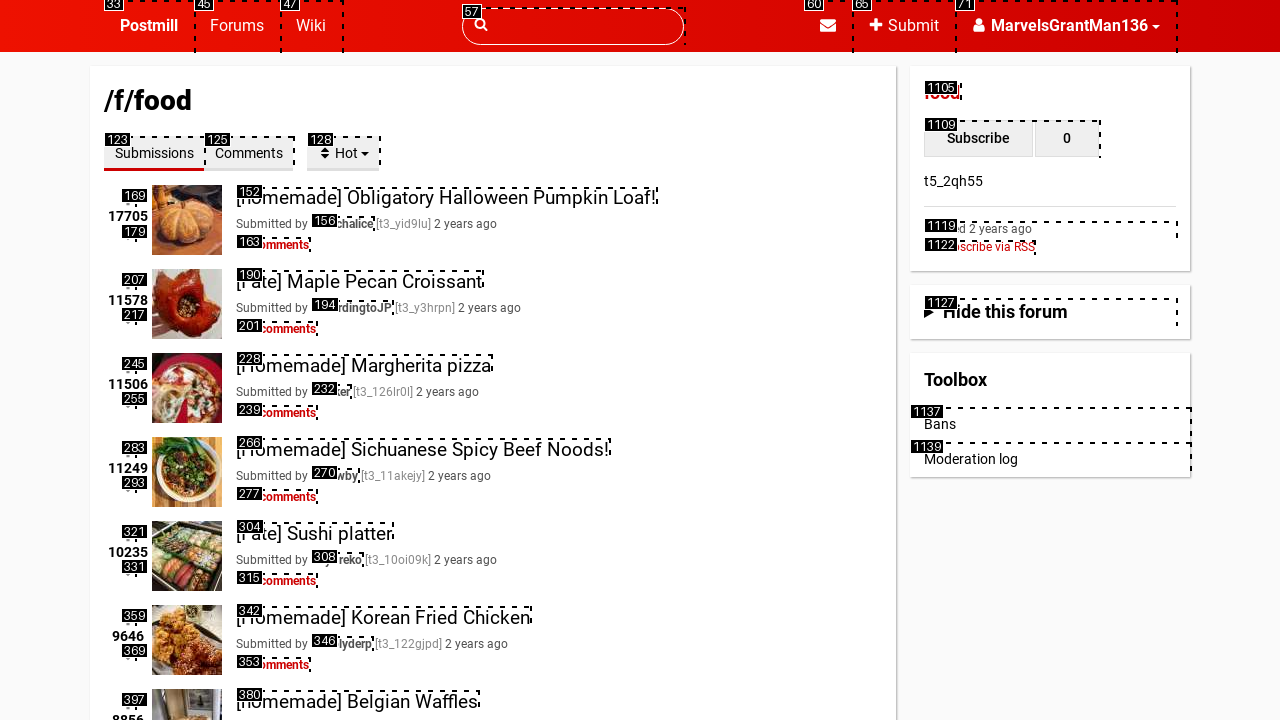 33 45 47 57 60 65 71
Postmill Forums Wiki Submit MarvelsGrantMan136
/f/food
123 125 128
Submissions Comments Hot
169 152 [Homemade] Obligatory Halloween Pumpkin Loaf!
17705 Submitted by 156 chalice [t3_yid9lu] 2 years ago
179 163 omments
207 190 [I ate] Maple Pecan Croissant
11578 Submitted by 194 rdingtoJP [t3_y3hrpn] 2 years ago
217 201 comments
245 228 [Homemade] Margherita pizza
11506 Submitted by 232 er [t3_126lr0l] 2 years ago
255 239 comments
283 266 [Homemade] Sichuanese Spicy Beef Noods!
11249 Submitted by 270 wby [t3_11akejy] 2 years ago
293 277 comments
321 304 [I ate] Sushi platter
10235 Submitted by 308 reko [t3_10oi09k] 2 years ago
331 315 comments
359 342 [Homemade] Korean Fried Chicken
9646 Submitted by 346 lyderp [t3_122gjpd] 2 years ago
369 353 omments
397 380 [Homemade] Belgian Waffles
8856
1105 food
1109
Subscribe 0
t5_2qh55
1119 d 2 years ago
1122 scribe via RSS
1127
Hide this forum
Toolbox
1137
Bans
1139
Moderation log